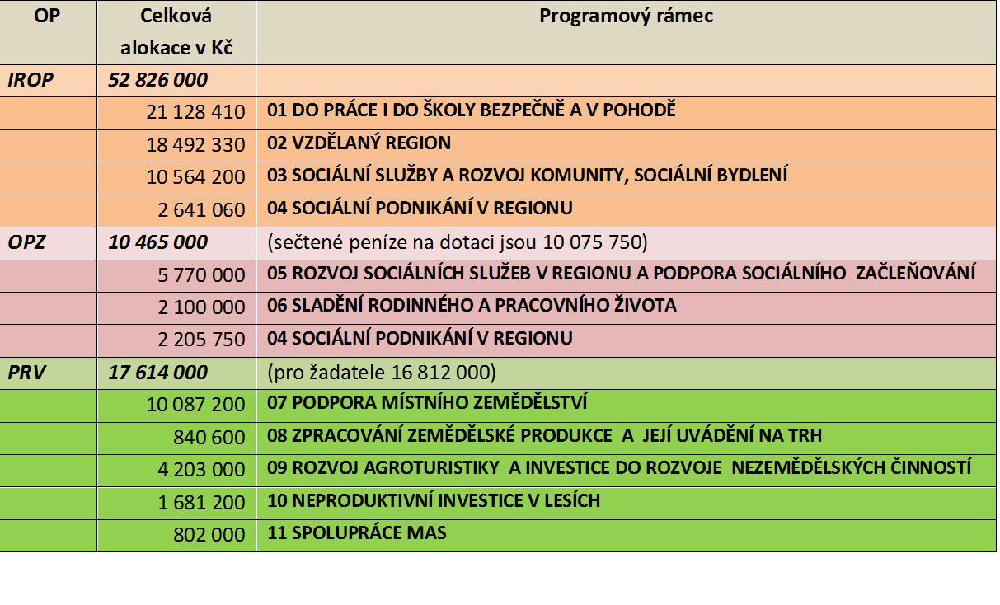 OP Celková alokace v Kč Programový rámec
IROP 52 826 000
21 128 410 01 DO PRÁCE I DO ŠKOLY BEZPEČNĚ A V POHODĚ
18 492 330 02 VZDĚLANÝ REGION
10 564 200 03 SOCIÁLNÍ SLUŽBY A ROZVOJ KOMUNITY, SOCIÁLNÍ BYDLENÍ
2 641 060 04 SOCIÁLNÍ PODNIKÁNÍ V REGIONU
OPZ 10 465 000 (sečtené peníze na dotaci jsou 10 075 750)
5 770 000 05 ROZVOJ SOCIÁLNÍCH SLUŽEB V REGIONU A PODPORA SOCIÁLNÍHO ZAČLEŇOVÁNÍ
2 100 000 06 SLADĚNÍ RODINNÉHO A PRACOVNÍHO ŽIVOTA
2 205 750 04 SOCIÁLNÍ PODNIKÁNÍ V REGIONU
PRV 17 614 000 (pro žadatele 16 812 000)
10 087 200 07 PODPORA MÍSTNÍHO ZEMĚDĚLSTVÍ
840 600 08 ZPRACOVÁNÍ ZEMĚDĚLSKÉ PRODUKCE A JEJÍ UVÁDĚNÍ NA TRH
4 203 000 09 ROZVOJ AGROTURISTIKY A INVESTICE DO ROZVOJE NEZEMĚDĚLSKÝCH ČINNOSTÍ
1 681 200 10 NEPRODUKTIVNÍ INVESTICE V LESÍCH
802 000 11 SPOLUPRÁCE MAS